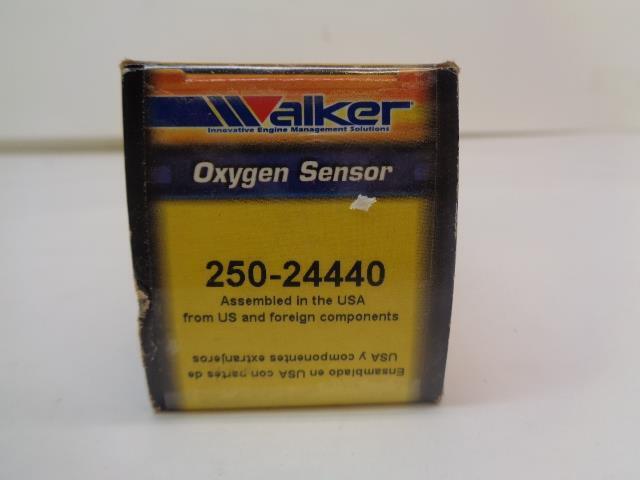 Walker
Innovative Engine Management Solutions
Oxygen Sensor
250-24440
Assembled in the USA
from US and foreign components
Ensamblado en USA con partes de
USA y componentes extranjeros